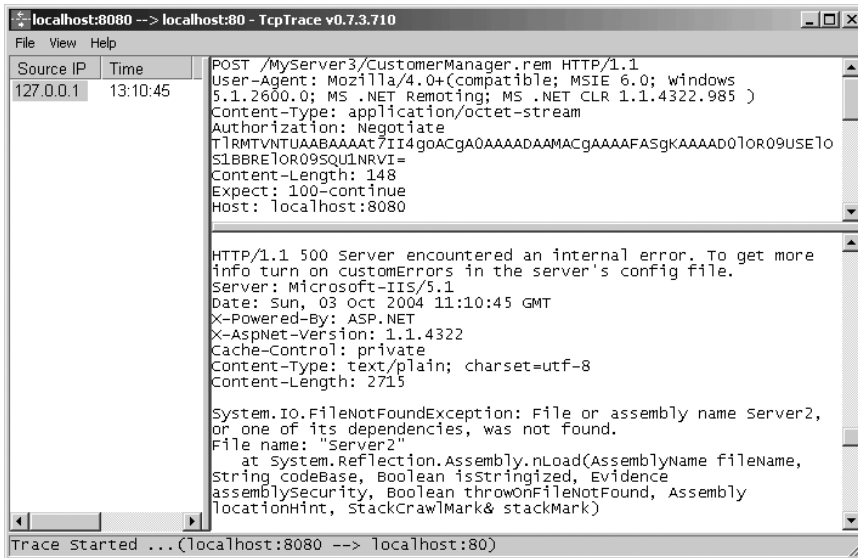 localhost:8080 --> localhost:80 - TcpTrace v0.7.3.710
File View Help
Source IP Time
127.0.0.1 13:10:45
POST /MyServer3/CustomerManager.rem HTTP/1.1
User-Agent: Mozilla/4.0+(compatible; MSIE 6.0; Windows
5.1.2600.0; MS .NET Remoting; MS .NET CLR 1.1.4322.985 )
Content-Type: application/octet-stream
Authorization: Negotiate
TlRMTVNTUAABAAAAt7II4goACgA0AAAADAAMACgAAAAFASgKAAAAD0lOR09USElO
S1BBRElOR09SQU1NRVI=
Content-Length: 148
Expect: 100-continue
Host: localhost:8080
HTTP/1.1 500 Server encountered an internal error. To get more
info turn on customErrors in the server's config file.
Server: Microsoft-IIS/5.1
Date: Sun, 03 Oct 2004 11:10:45 GMT
X-Powered-By: ASP.NET
X-AspNet-Version: 1.1.4322
Cache-Control: private
Content-Type: text/plain; charset=utf-8
Content-Length: 2715
System.IO.FileNotFoundException: File or assembly name Server2,
or one of its dependencies, was not found.
File name: "Server2"
at System.Reflection.Assembly.nLoad(AssemblyName fileName,
String codeBase, Boolean isStringized, Evidence
assemblySecurity, Boolean throwOnFileNotFound, Assembly
locationHint, StackCrawlMark& stackMark)
Trace Started ...(localhost:8080 --> localhost:80)